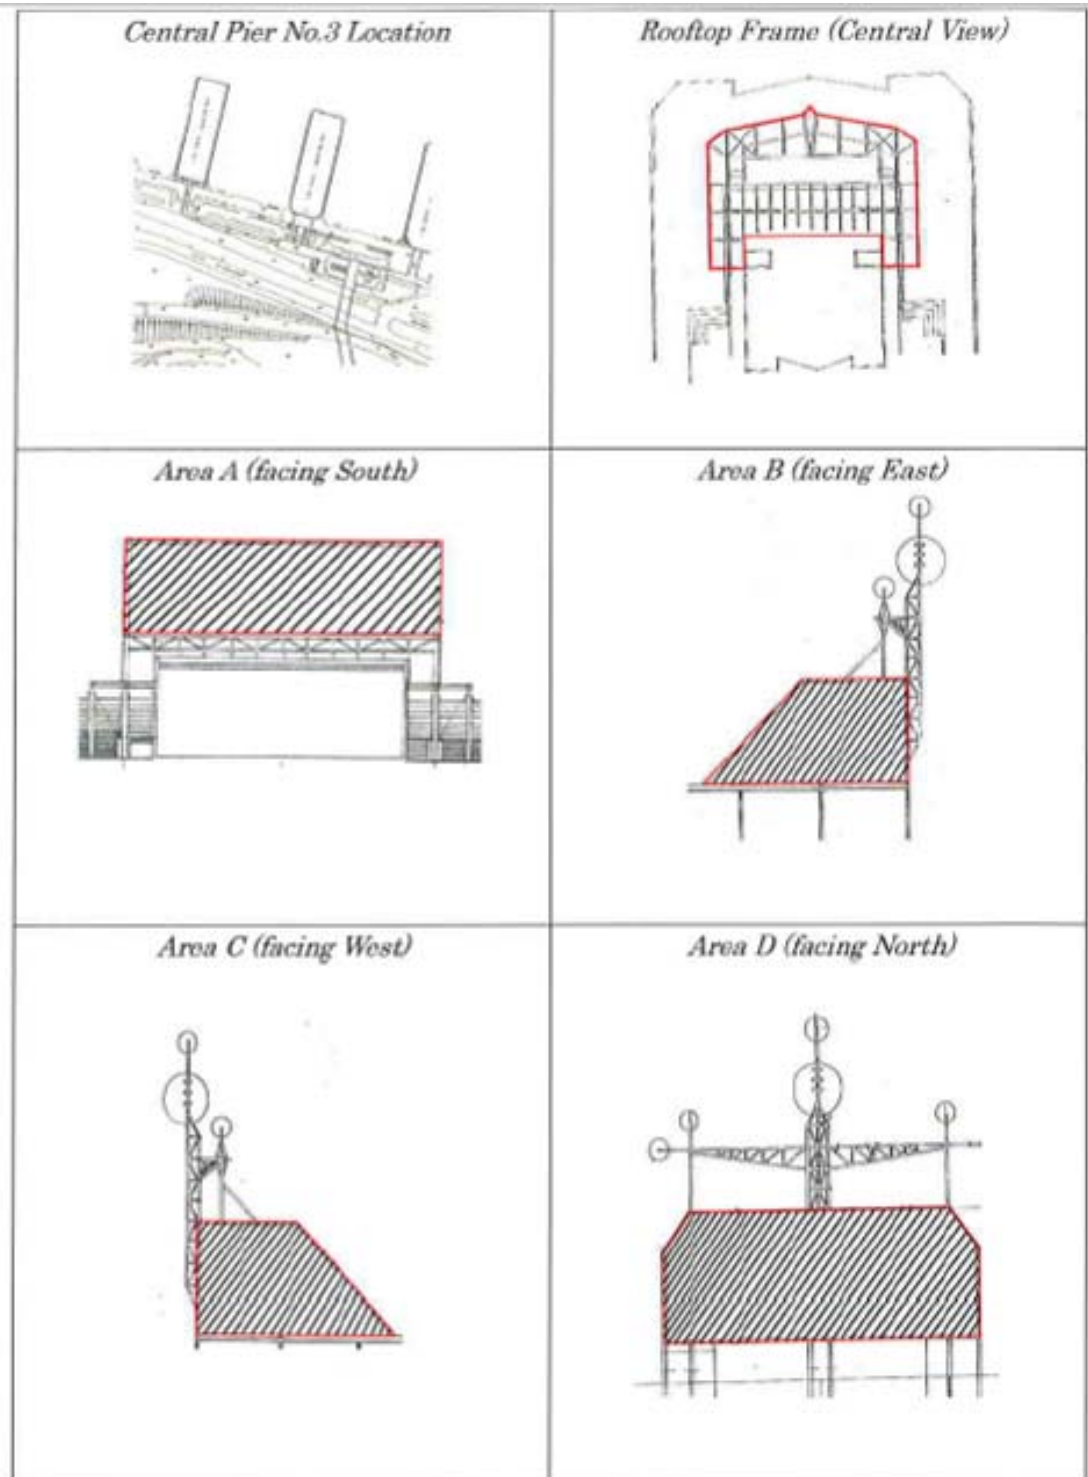 Central Pier No.3 Location
Rooftop Frame (Central View)
Area A (facing South)
Area B (facing East)
Area C (facing West)
Area D (facing North)